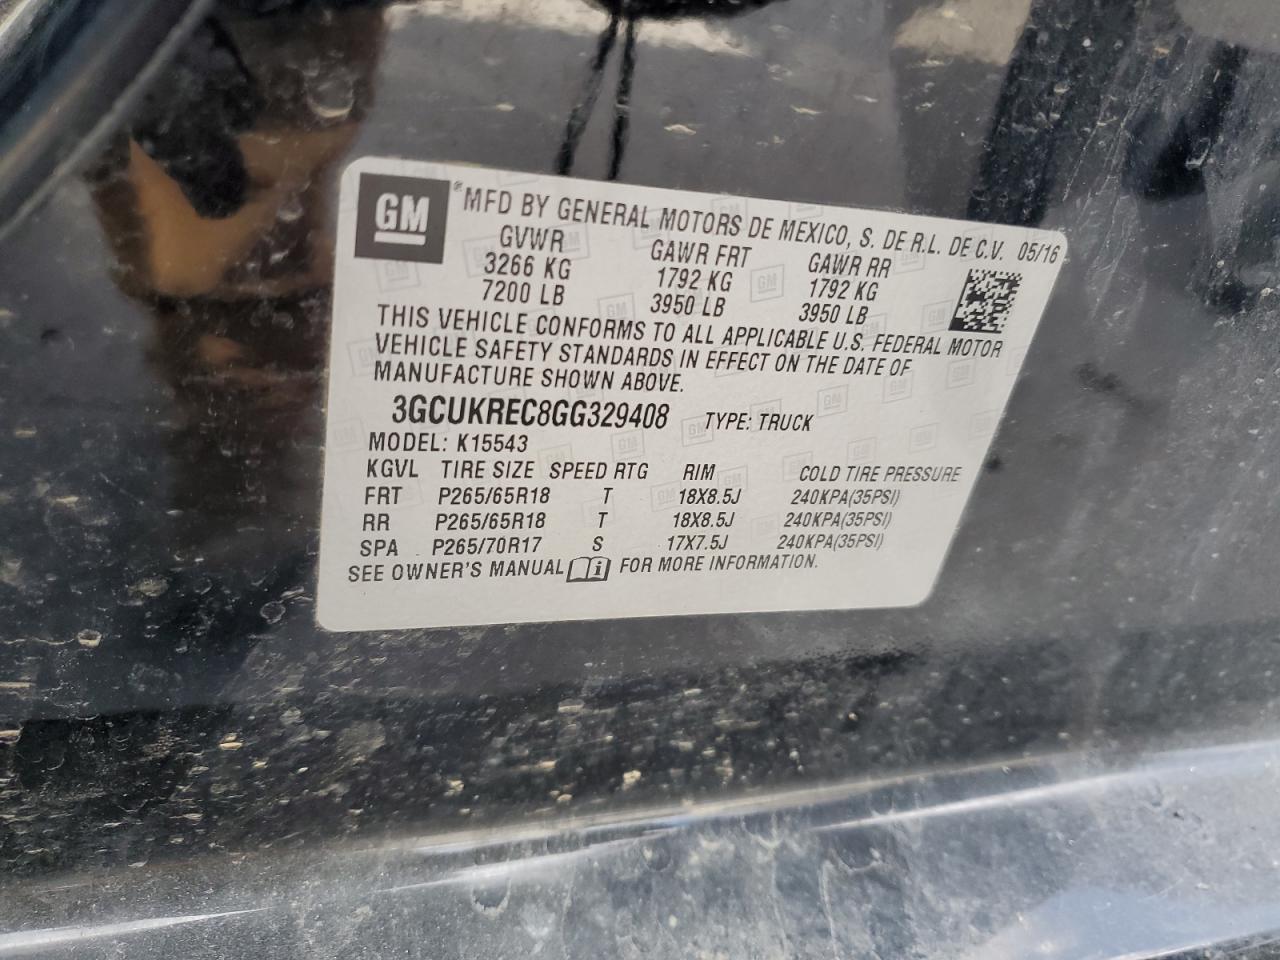 GM ® MFD BY GENERAL MOTORS DE MEXICO, S. DE R.L. DE C.V. 05/16
GVWR GAWR FRT GAWR RR
3266 KG 1792 KG 1792 KG
7200 LB 3950 LB 3950 LB
THIS VEHICLE CONFORMS TO ALL APPLICABLE U.S. FEDERAL MOTOR
VEHICLE SAFETY STANDARDS IN EFFECT ON THE DATE OF
MANUFACTURE SHOWN ABOVE.
3GCUKREC8GG329408 TYPE: TRUCK
MODEL: K15543
KGVL TIRE SIZE SPEED RTG RIM COLD TIRE PRESSURE
FRT P265/65R18 T 18X8.5J 240KPA(35PSI)
RR P265/65R18 T 18X8.5J 240KPA(35PSI)
SPA P265/70R17 S 17X7.5J 240KPA(35PSI)
SEE OWNER'S MANUAL i FOR MORE INFORMATION.